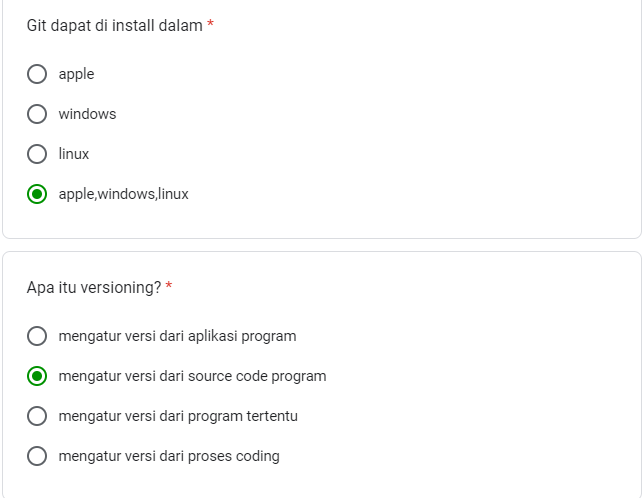 Git dapat di install dalam *
apple
windows
linux
apple,windows,linux
Apa itu versioning? *
mengatur versi dari aplikasi program
mengatur versi dari source code program
mengatur versi dari program tertentu
mengatur versi dari proses coding